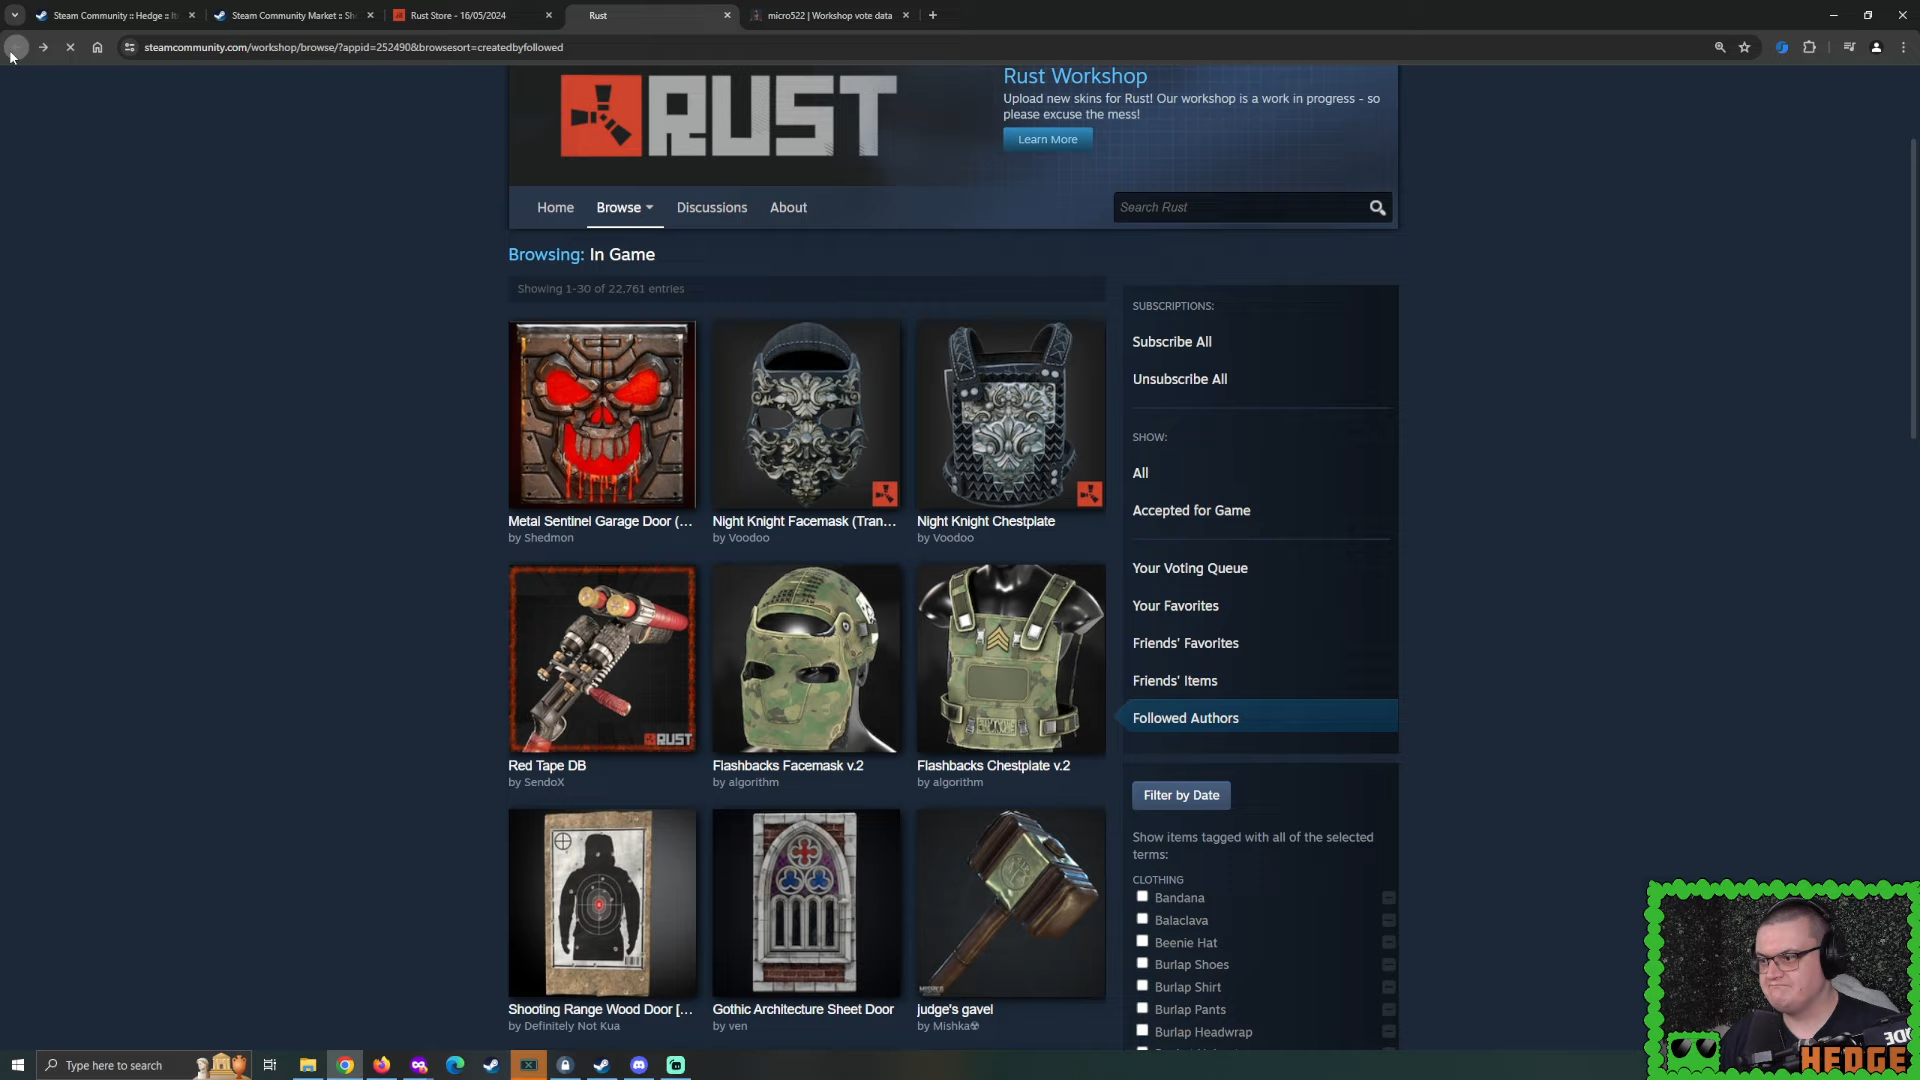 Steam Community :: Hedge :: It
Steam Community Market :: Sh
Rust Store - 16/05/2024
Rust
micro522 | Workshop vote data
steamcommunity.com/workshop/browse/?appid=252490&browsesort=createdbyfollowed
RUST
Rust Workshop
Upload new skins for Rust! Our workshop is a work in progress - so
please excuse the mess!
Learn More
Home
Browse
Discussions
About
Search Rust
Browsing: In Game
Showing 1-30 of 22,761 entries
Metal Sentinel Garage Door (...
by Shedmon
Night Knight Facemask (Tran...
by Voodoo
Night Knight Chestplate
by Voodoo
RUST
Red Tape DB
by SendoX
Flashbacks Facemask v.2
by algorithm
Flashbacks Chestplate v.2
by algorithm
Shooting Range Wood Door [...
by Definitely Not Kua
Gothic Architecture Sheet Door
by ven
judge's gavel
by Mishka☢
SUBSCRIPTIONS:
Subscribe All
Unsubscribe All
SHOW:
All
Accepted for Game
Your Voting Queue
Your Favorites
Friends' Favorites
Friends' Items
Followed Authors
Filter by Date
Show items tagged with all of the selected
terms:
CLOTHING
Bandana
Balaclava
Beenie Hat
Burlap Shoes
Burlap Shirt
Burlap Pants
Burlap Headwrap
HEDGE
Type here to search